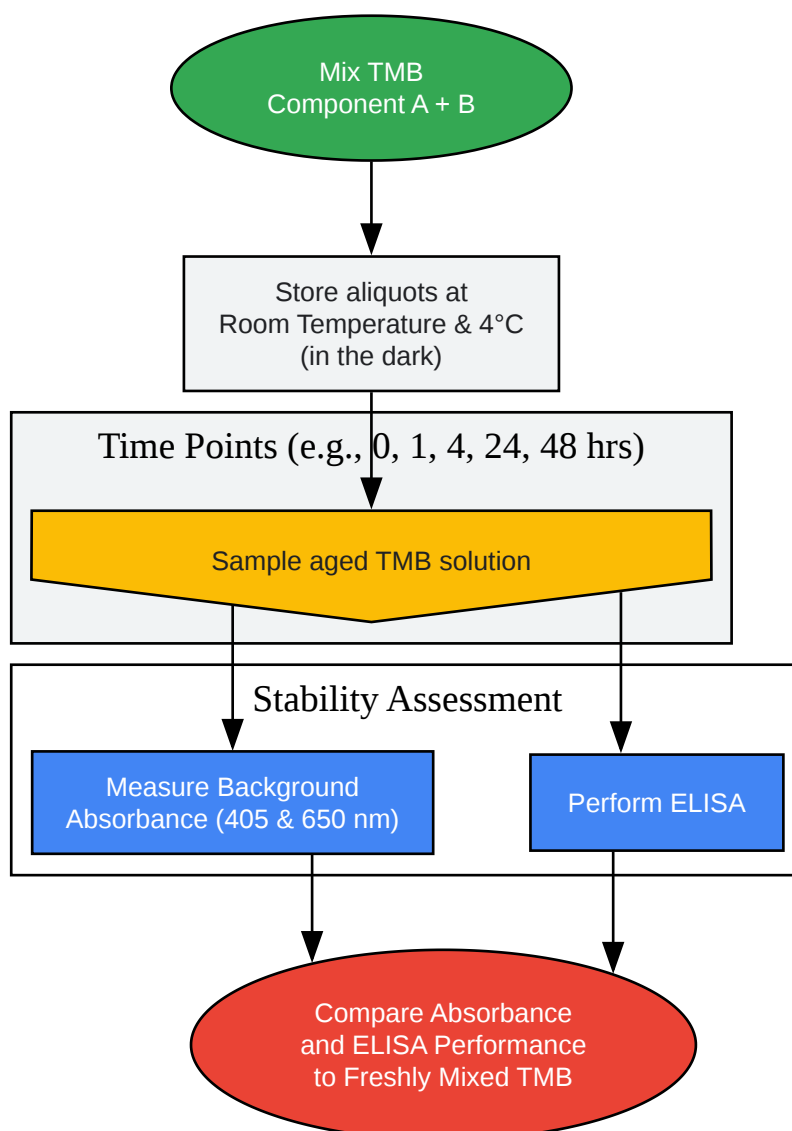 Mix TMB
Component A + B
Store aliquots at
Room Temperature & 4°C
(in the dark)
Time Points (e.g., 0, 1, 4, 24, 48 hrs)
Sample aged TMB solution
Stability Assessment
Measure Background
Absorbance (405 & 650 nm)
Perform ELISA
Compare Absorbance
and ELISA Performance
to Freshly Mixed TMB